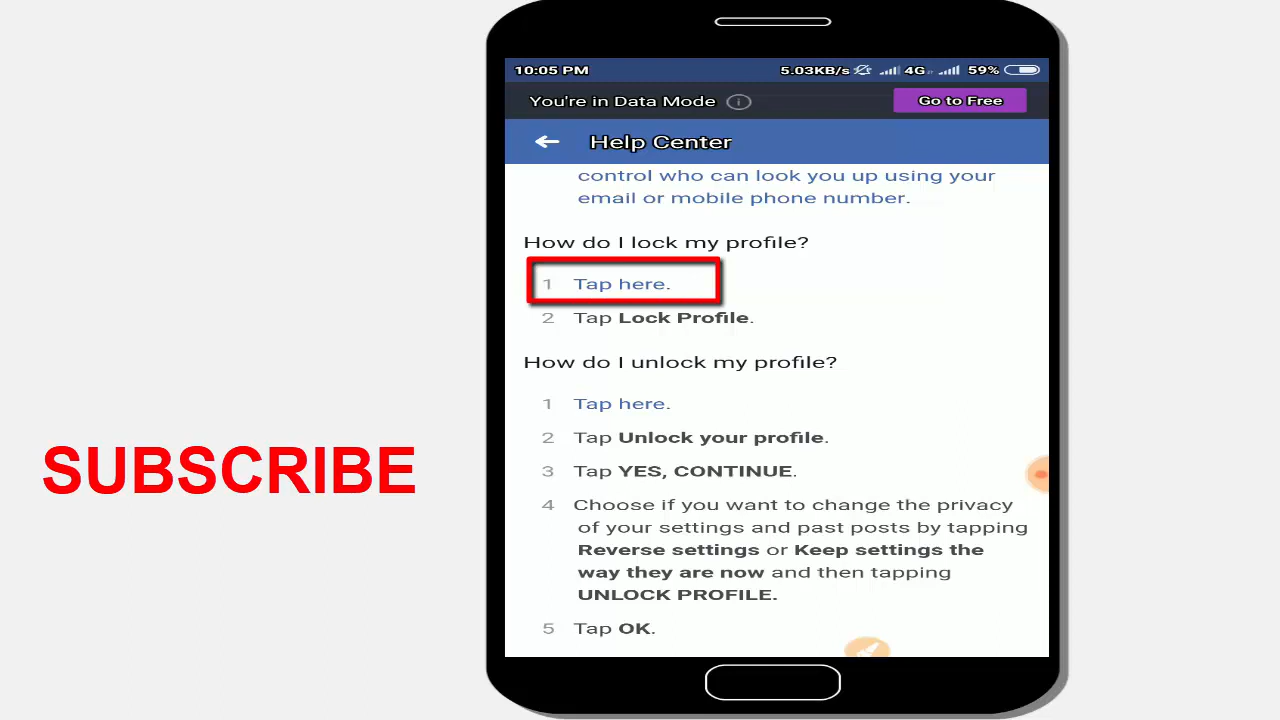 10:05 PM 5.03KB/s 4G 59%
You're in Data Mode Go to Free
Help Center
control who can look you up using your
email or mobile phone number.
How do I lock my profile?
1 Tap here.
2 Tap Lock Profile.
How do I unlock my profile?
1 Tap here.
2 Tap Unlock your profile.
3 Tap YES, CONTINUE.
4 Choose if you want to change the privacy
of your settings and past posts by tapping
Reverse settings or Keep settings the
way they are now and then tapping
UNLOCK PROFILE.
5 Tap OK.
SUBSCRIBE